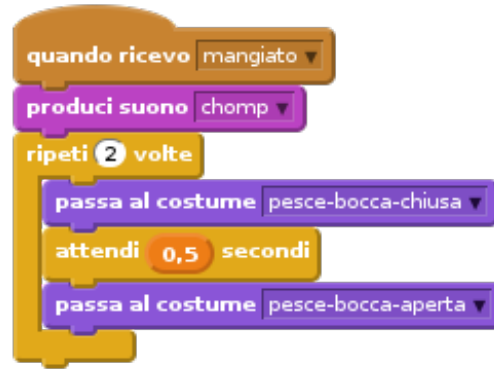 quando ricevo mangiato
produci suono chomp
ripeti 2 volte
passa al costume pesce-bocca-chiusa
attendi 0,5 secondi
passa al costume pesce-bocca-aperta